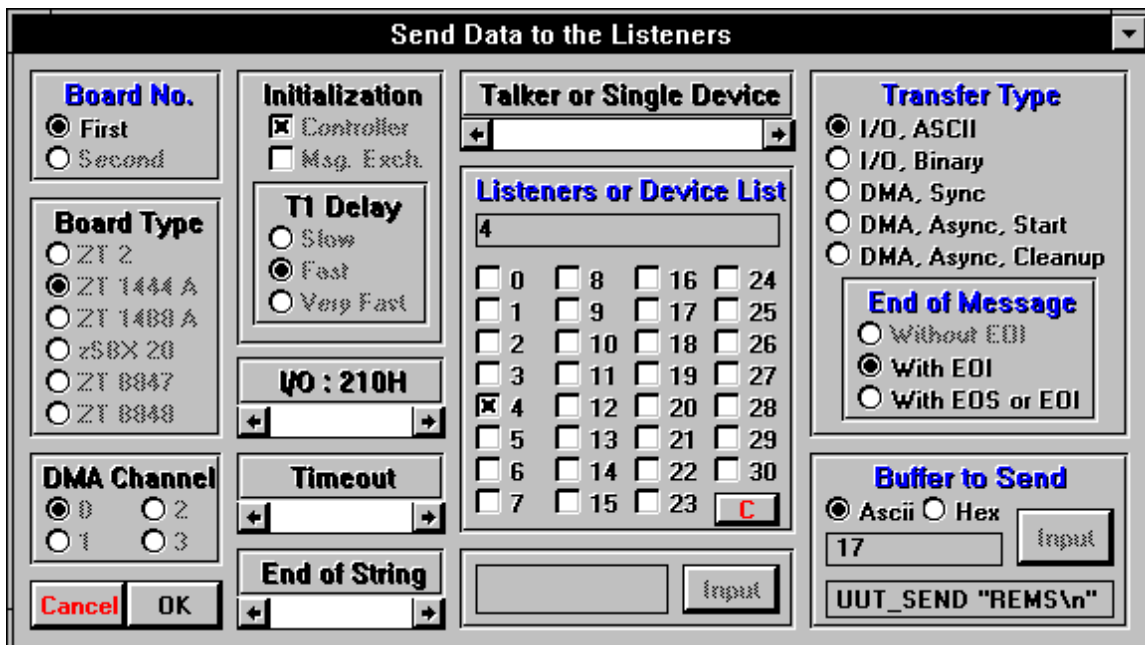 Send Data to the Listeners
Board No.
First
Second
Board Type
ZT 2
ZT 1444 A
ZT 1488 A
zSBX 20
ZT 8847
ZT 8848
DMA Channel
0 2
1 3
Cancel OK
Initialization
Controller
Msg. Exch.
T1 Delay
Slow
Fast
Very Fast
I/O : 210H
Timeout
End of String
Talker or Single Device
Listeners or Device List
4
0 8 16 24
1 9 17 25
2 10 18 26
3 11 19 27
4 12 20 28
5 13 21 29
6 14 22 30
7 15 23 C
Input
Transfer Type
I/O, ASCII
I/O, Binary
DMA, Sync
DMA, Async, Start
DMA, Async, Cleanup
End of Message
Without EOI
With EOI
With EOS or EOI
Buffer to Send
Ascii Hex
17 Input
UUT_SEND "REMS\n"